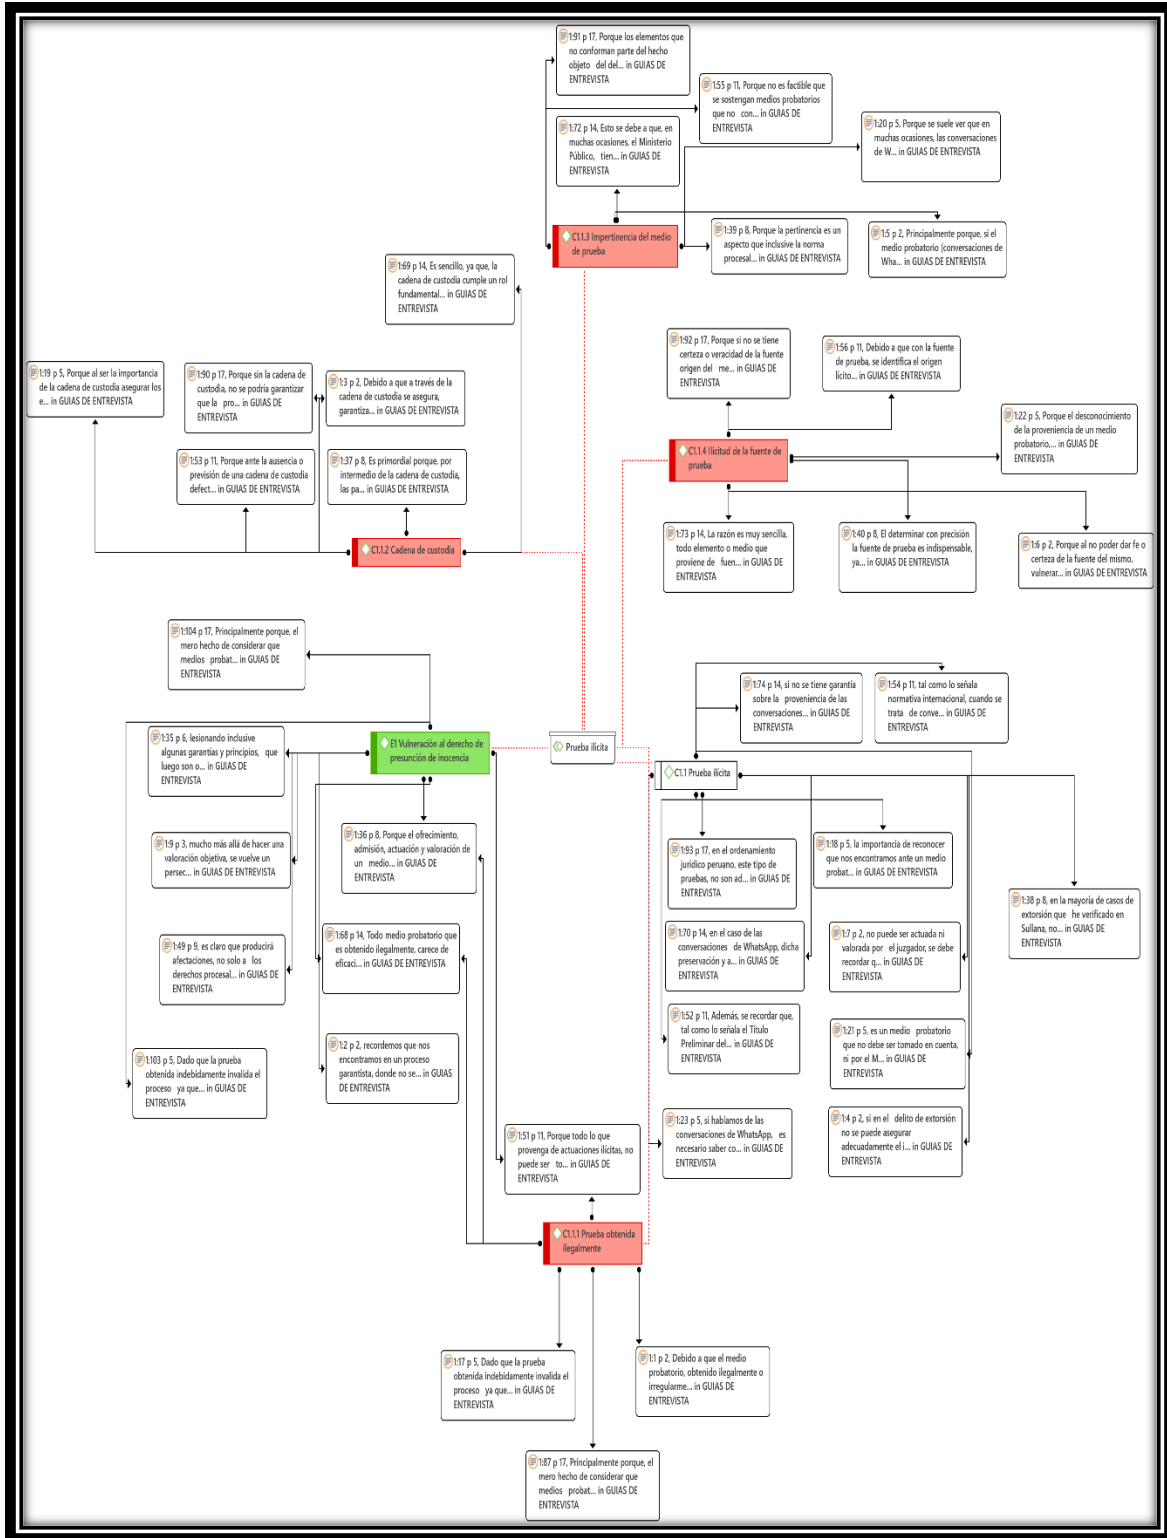 1:91 p 17, Porque los elementos que
no conforman parte del hecho
objeto del del... in GUIAS DE
ENTREVISTA
1:55 p 11, Porque no es factible que
se sostengan medios probatorios
que no con... in GUIAS DE
ENTREVISTA
1:20 p 5, Porque se suele ver que en
muchas ocasiones, las conversaciones
de W... in GUIAS DE ENTREVISTA
1:72 p 14, Esto se debe a que, en
muchas ocasiones, el Ministerio
Público, tien... in GUIAS DE
ENTREVISTA
C1.1.3 Impertinencia del medio
de prueba
1:39 p 8, Porque la pertinencia es un
aspecto que inclusive la norma
procesal... in GUIAS DE
ENTREVISTA
1:5 p 2, Principalmente porque, si el
medio probatorio (conversaciones de
Wha... in GUIAS DE ENTREVISTA
1:69 p 14, Es sencillo, ya que, la
cadena de custodia cumple un rol
fundamental... in GUIAS DE
ENTREVISTA
1:92 p 17, Porque si no se tiene
certeza o veracidad de la fuente
origen del me... in GUIAS DE
ENTREVISTA
1:56 p 11, Debido a que con la fuente
de prueba, se identifica el origen
lícito... in GUIAS DE
ENTREVISTA
1:19 p 5, Porque al ser la importancia
de la cadena de custodia asegurar los
e... in GUIAS DE ENTREVISTA
1:90 p 17, Porque sin la cadena de
custodia, no se podría garantizar
que la pro... in GUIAS DE
ENTREVISTA
1:3 p 2, Debido a que a través de la
cadena de custodia se asegura,
garantiza... in GUIAS DE
ENTREVISTA
1:22 p 5, Porque el desconocimiento
de la proveniencia de un medio
probatorio,... in GUIAS DE
ENTREVISTA
C1.1.4 Ilicitud de la fuente de
prueba
1:53 p 11, Porque ante la ausencia o
previsión de una cadena de custodia
defect... in GUIAS DE ENTREVISTA
1:37 p 8, Es primordial porque, por
intermedio de la cadena de custodia,
las pa... in GUIAS DE
ENTREVISTA
C1.1.2 Cadena de custodia
1:73 p 14, La razón es muy sencilla,
todo elemento o medio que
proviene de fuen... in GUIAS DE
ENTREVISTA
1:40 p 8, El determinar con precisión
la fuente de prueba es indispensable,
ya... in GUIAS DE ENTREVISTA
1:6 p 2, Porque al no poder dar fe o
certeza de la fuente del mismo,
vulnerar... in GUIAS DE ENTREVISTA
1:104 p 17, Principalmente porque, el
mero hecho de considerar que
medios probat... in GUIAS DE
ENTREVISTA
1:74 p 14, si no se tiene garantía
sobre la proveniencia de las
conversaciones... in GUIAS DE
ENTREVISTA
1:54 p 11, tal como lo señala
normativa internacional, cuando se
trata de conve... in GUIAS DE
ENTREVISTA
1:35 p 6, lesionando inclusive
algunas garantías y principios, que
luego son o... in GUIAS DE
ENTREVISTA
E1 Vulneración al derecho de
presunción de inocencia
Prueba ilícita
C1.1 Prueba ilícita
1:9 p 3, mucho más allá de hacer una
valoración objetiva, se vuelve un
persec... in GUIAS DE ENTREVISTA
1:36 p 8, Porque el ofrecimiento,
admisión, actuación y valoración de
un medio... in GUIAS DE
ENTREVISTA
1:93 p 17, en el ordenamiento
jurídico peruano, este tipo de
pruebas, no son ad... in GUIAS DE
ENTREVISTA
1:18 p 5, la importancia de reconocer
que nos encontramos ante un medio
probat... in GUIAS DE ENTREVISTA
1:38 p 8, en la mayoría de casos de
extorsión que he verificado en
Sullana, no... in GUIAS DE
ENTREVISTA
1:49 p 9, es claro que producirá
afectaciones, no solo a los
derechos procesal... in GUIAS DE
ENTREVISTA
1:68 p 14, Todo medio probatorio que
es obtenido ilegalmente, carece de
eficaci... in GUIAS DE
ENTREVISTA
1:70 p 14, en el caso de las
conversaciones de WhatsApp, dicha
preservación y a... in GUIAS DE
ENTREVISTA
1:7 p 2, no puede ser actuada ni
valorada por el juzgador, se debe
recordar q... in GUIAS DE
ENTREVISTA
1:103 p 5, Dado que la prueba
obtenida indebidamente invalida el
proceso ya que... in GUIAS DE
ENTREVISTA
1:2 p 2, recordemos que nos
encontramos en un proceso
garantista, donde no se... in GUIAS
DE ENTREVISTA
1:52 p 11, Además, se recordar que,
tal como lo señala el Título
Preliminar del... in GUIAS DE
ENTREVISTA
1:21 p 5, es un medio probatorio
que no debe ser tomado en cuenta,
ni por el M... in GUIAS DE
ENTREVISTA
1:51 p 11, Porque todo lo que
provenga de actuaciones ilícitas, no
puede ser to... in GUIAS DE
ENTREVISTA
1:23 p 5, si hablamos de las
conversaciones de WhatsApp, es
necesario saber co... in GUIAS DE
ENTREVISTA
1:4 p 2, si en el delito de extorsión
no se puede asegurar
adecuadamente el i... in GUIAS DE
ENTREVISTA
C1.1.1 Prueba obtenida
ilegalmente
1:17 p 5, Dado que la prueba
obtenida indebidamente invalida el
proceso ya que... in GUIAS DE
ENTREVISTA
1:1 p 2, Debido a que el medio
probatorio, obtenido ilegalmente o
irregularme... in GUIAS DE
ENTREVISTA
1:87 p 17, Principalmente porque, el
mero hecho de considerar que
medios probat... in GUIAS DE
ENTREVISTA